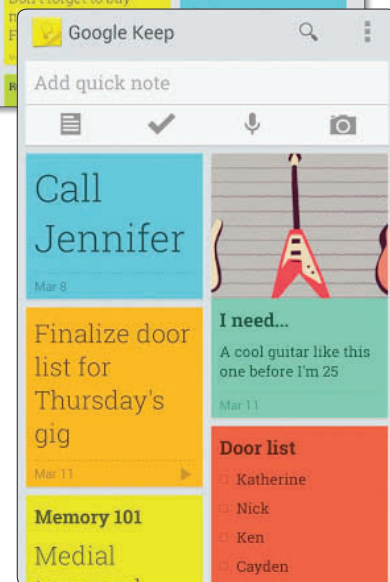 Don't forget to buy
Google Keep
Add quick note
Call
Jennifer
Mar 8
Finalize door
list for
Thursday's
gig
Mar 11
Memory 101
Medial
I need...
A cool guitar like this
one before I'm 25
Mar 11
Door list
Katherine
Nick
Ken
Cayden